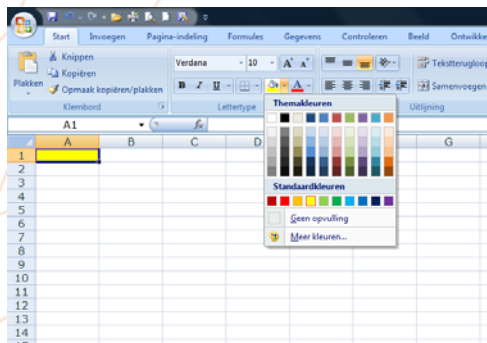 Start Invoegen Pagina-indeling Formules Gegevens Controleren Beeld Ontwikke
Knippen
Kopiëren
Plakken
Opmaak kopiëren/plakken
Klembord
Verdana 10 A A
B I U A
Lettertype
Tekstterugloop
Samenvoegen
Uitlijning
Themakleuren
Standaardkleuren
Geen opvulling
Meer kleuren...
A1 fx
A B C D G
1
2
3
4
5
6
7
8
9
10
11
12
13
14